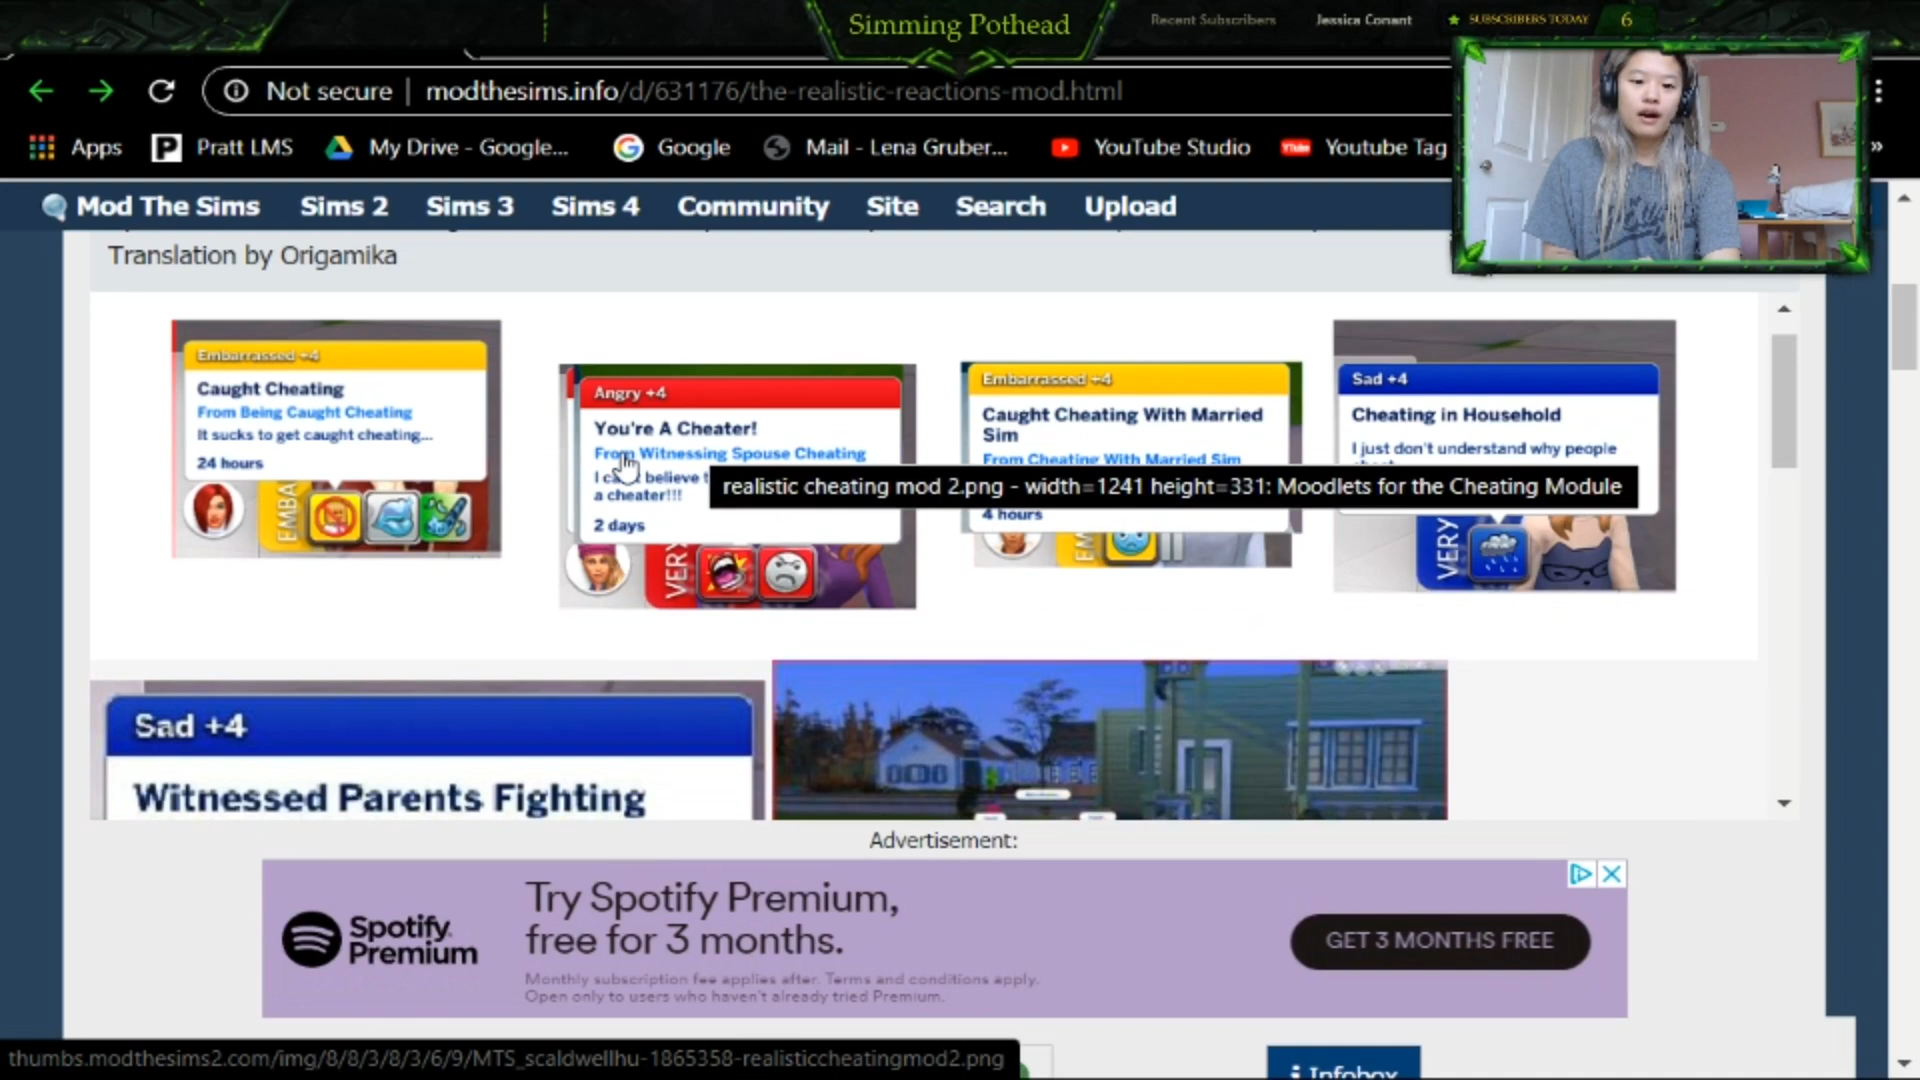 Simming Pothead
Recent Subscribers
Jessica Conant
SUBSCRIBERS TODAY
6
Not secure | modthesims.info/d/631176/the-realistic-reactions-mod.html
Apps
Pratt LMS
My Drive - Google...
Google
Mail - Lena Gruber...
YouTube Studio
Youtube Tag
»
Mod The Sims
Sims 2
Sims 3
Sims 4
Community
Site
Search
Upload
Translation by Origamika
Embarrassed +4
Caught Cheating
From Being Caught Cheating
It sucks to get caught cheating...
24 hours
EMBA
Angry +4
You're A Cheater!
From Witnessing Spouse Cheating
believe
a cheater!!!
2 days
VERY
Embarrassed +4
Caught Cheating With Married
Sim
From Cheating With Married Sim
4 hours
Sad +4
Cheating in Household
I just don't understand why people
VERY
realistic cheating mod 2.png - width=1241 height=331: Moodlets for the Cheating Module
Sad +4
Witnessed Parents Fighting
Advertisement:
Spotify
Premium
Try Spotify Premium,
free for 3 months.
Monthly subscription fee applies after. Terms and conditions apply.
Open only to users who haven't already tried Premium.
GET 3 MONTHS FREE
thumbs.modthesims2.com/img/8/8/3/8/3/6/9/MTS_scaldwellhu-1865358-realisticcheatingmod2.png
Infobox